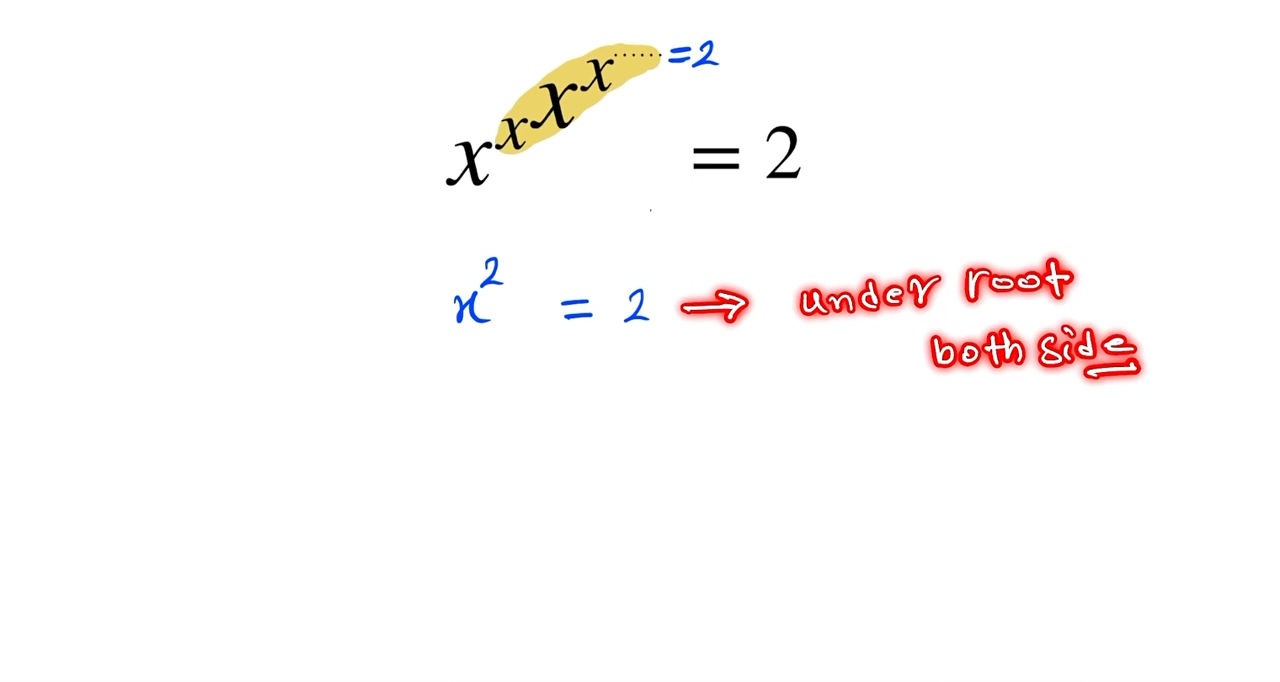 x^x^x^x^...... = 2
= 2
x^2 = 2 → under root
both side